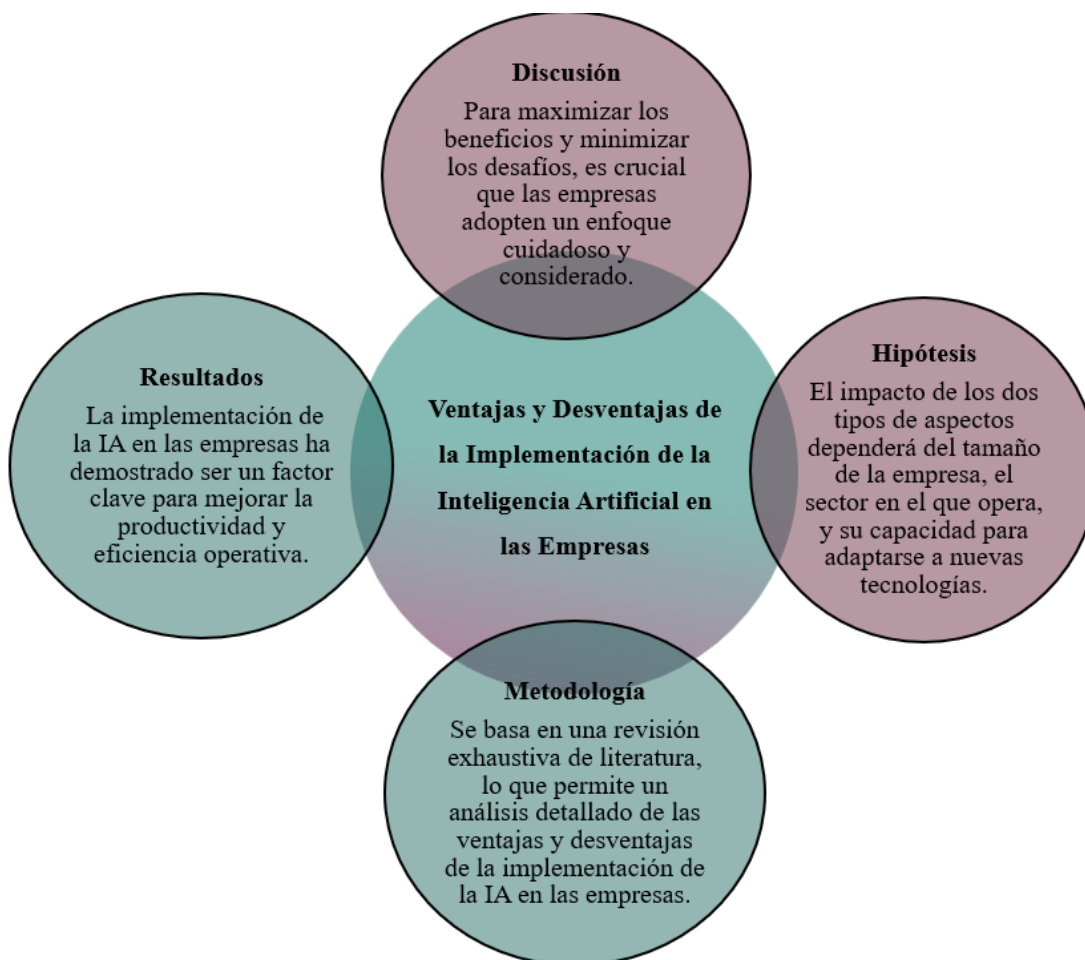 Discusión
Para maximizar los
beneficios y minimizar
los desafíos, es crucial
que las empresas
adopten un enfoque
cuidadoso y
considerado.
Resultados
La implementación de
la IA en las empresas ha
demostrado ser un factor
clave para mejorar la
productividad y
eficiencia operativa.
Ventajas y Desventajas de
la Implementación de la
Inteligencia Artificial en
las Empresas
Hipótesis
El impacto de los dos
tipos de aspectos
dependerá del tamaño
de la empresa, el
sector en el que opera,
y su capacidad para
adaptarse a nuevas
tecnologías.
Metodología
Se basa en una revisión
exhaustiva de literatura,
lo que permite un
análisis detallado de las
ventajas y desventajas
de la implementación de
la IA en las empresas.